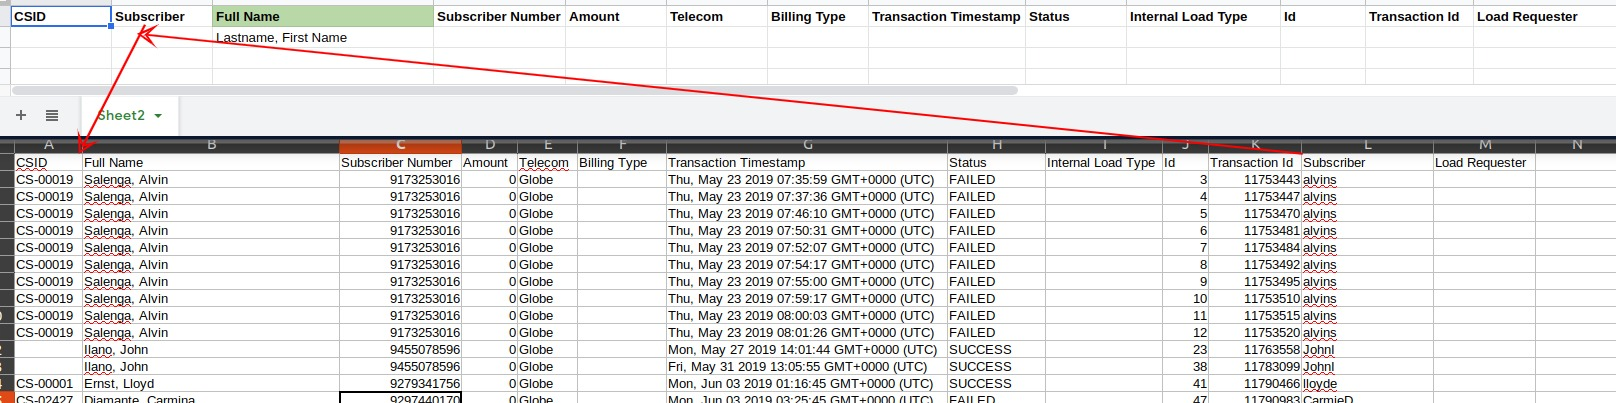 CSID Subscriber Full Name Subscriber Number Amount Telecom Billing Type Transaction Timestamp Status Internal Load Type Id Transaction Id Load Requester
Lastname, First Name
Sheet2
A B C D E F G H I J K L M N
CSID Full Name Subscriber Number Amount Telecom Billing Type Transaction Timestamp Status Internal Load Type Id Transaction Id Subscriber Load Requester
CS-00019 Salenga, Alvin 9173253016 0 Globe Thu, May 23 2019 07:35:59 GMT+0000 (UTC) FAILED 3 11753443 alvins
CS-00019 Salenga, Alvin 9173253016 0 Globe Thu, May 23 2019 07:37:36 GMT+0000 (UTC) FAILED 4 11753447 alvins
CS-00019 Salenga, Alvin 9173253016 0 Globe Thu, May 23 2019 07:46:10 GMT+0000 (UTC) FAILED 5 11753470 alvins
CS-00019 Salenga, Alvin 9173253016 0 Globe Thu, May 23 2019 07:50:31 GMT+0000 (UTC) FAILED 6 11753481 alvins
CS-00019 Salenga, Alvin 9173253016 0 Globe Thu, May 23 2019 07:52:07 GMT+0000 (UTC) FAILED 7 11753484 alvins
CS-00019 Salenga, Alvin 9173253016 0 Globe Thu, May 23 2019 07:54:17 GMT+0000 (UTC) FAILED 8 11753492 alvins
CS-00019 Salenga, Alvin 9173253016 0 Globe Thu, May 23 2019 07:55:00 GMT+0000 (UTC) FAILED 9 11753495 alvins
CS-00019 Salenga, Alvin 9173253016 0 Globe Thu, May 23 2019 07:59:17 GMT+0000 (UTC) FAILED 10 11753510 alvins
CS-00019 Salenga, Alvin 9173253016 0 Globe Thu, May 23 2019 08:00:03 GMT+0000 (UTC) FAILED 11 11753515 alvins
CS-00019 Salenga, Alvin 9173253016 0 Globe Thu, May 23 2019 08:01:26 GMT+0000 (UTC) FAILED 12 11753520 alvins
Ilano, John 9455078596 0 Globe Mon, May 27 2019 14:01:44 GMT+0000 (UTC) SUCCESS 23 11763558 JohnI
Ilano, John 9455078596 0 Globe Fri, May 31 2019 13:05:55 GMT+0000 (UTC) SUCCESS 38 11783099 JohnI
CS-00001 Ernst, Lloyd 9279341756 0 Globe Mon, Jun 03 2019 01:16:45 GMT+0000 (UTC) SUCCESS 41 11790466 lloyde
CS-02427 Diamante, Carmina 9297440170 0 Globe Mon, Jun 03 2019 03:25:45 GMT+0000 (UTC) FAILED 47 11790983 CarmieD